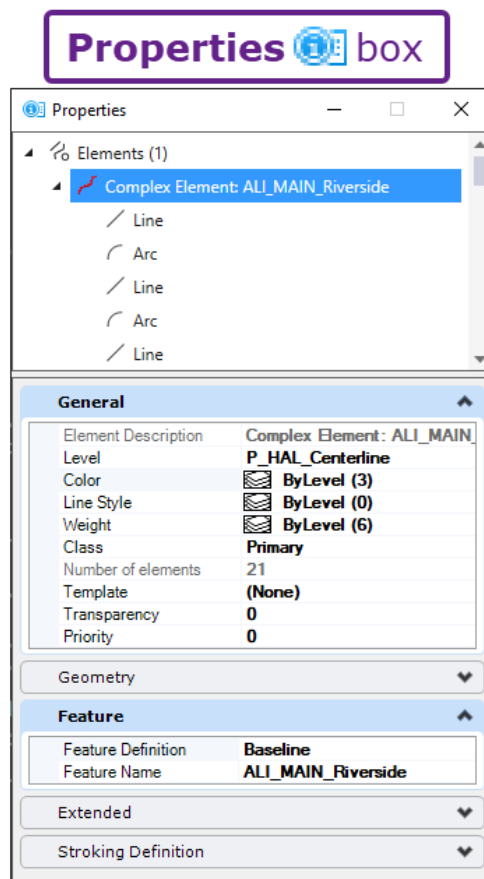 Properties box
Properties
Elements (1)
Complex Element: ALI_MAIN_Riverside
Line
Arc
Line
Arc
Line
General
Element Description Complex Element: ALI_MAIN_
Level P_HAL_Centerline
Color ByLevel (3)
Line Style ByLevel (0)
Weight ByLevel (6)
Class Primary
Number of elements 21
Template (None)
Transparency 0
Priority 0
Geometry
Feature
Feature Definition Baseline
Feature Name ALI_MAIN_Riverside
Extended
Stroking Definition